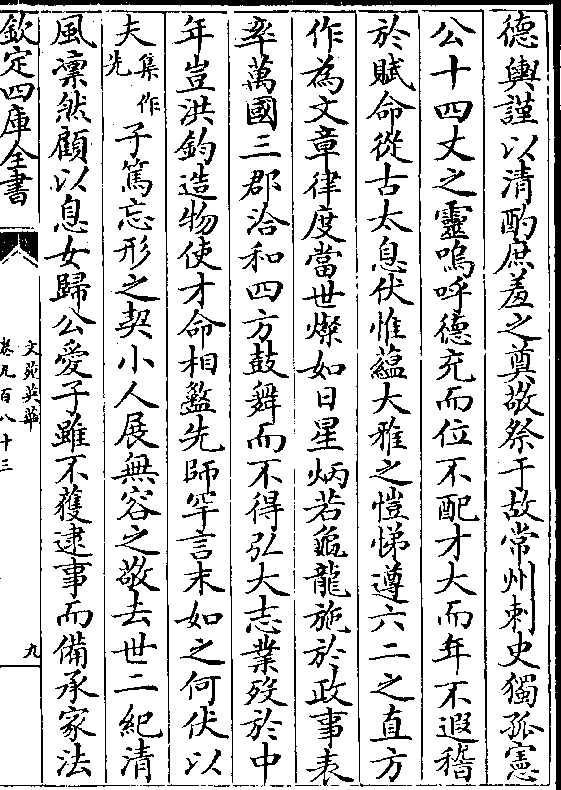 德輿謹以清酌庶羞之奠敬祭于故常州刺史獨孤憲
公十四丈之靈嗚呼德充而位不配才大而年不遐稽
於賦命從古太息伏惟藴大雅之愷悌遵六二之直方
作為文章律度當世燦如日星炳若龜龍施於政事表
率萬國三郡洽和四方鼓舞而不得弘大志業歿於中
年豈洪鈞造物使才命相盭先師罕言末如之何伏以
夫集作先子篤忘形之契小人展無容之敬去世二紀清
風凛然顧以息女歸公愛子雖不獲逮事而備承家法
欽定四庫全書
文苑英華
卷九百八十三
九